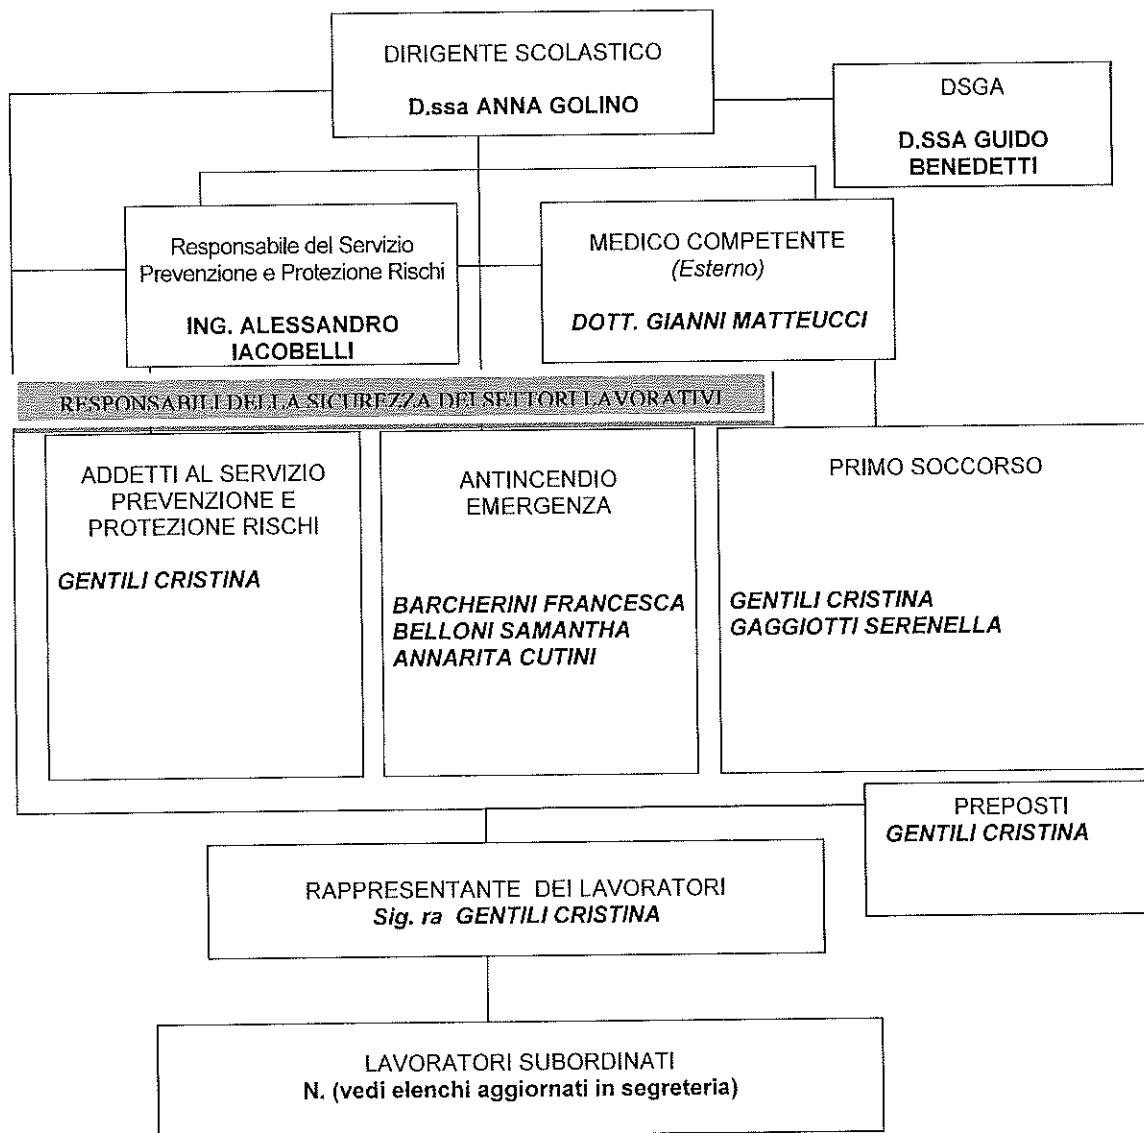 DIRIGENTE SCOLASTICO
D.ssa ANNA GOLINO
DSGA
D.SSA GUIDO
BENEDETTI
Responsabile del Servizio
Prevenzione e Protezione Rischi
ING. ALESSANDRO
IACOBELLI
MEDICO COMPETENTE
(Esterno)
DOTT. GIANNI MATTEUCCI
RESPONSABILI DELLA SICUREZZA DEI SETTORI LAVORATIVI
ADDETTI AL SERVIZIO
PREVENZIONE E
PROTEZIONE RISCHI
GENTILI CRISTINA
ANTINCENDIO
EMERGENZA
BARCHERINI FRANCESCA
BELLONI SAMANTHA
ANNARITA CUTINI
PRIMO SOCCORSO
GENTILI CRISTINA
GAGGIOTTI SERENELLA
PREPOSTI
GENTILI CRISTINA
RAPPRESENTANTE DEI LAVORATORI
Sig. ra GENTILI CRISTINA
LAVORATORI SUBORDINATI
N. (vedi elenchi aggiornati in segreteria)